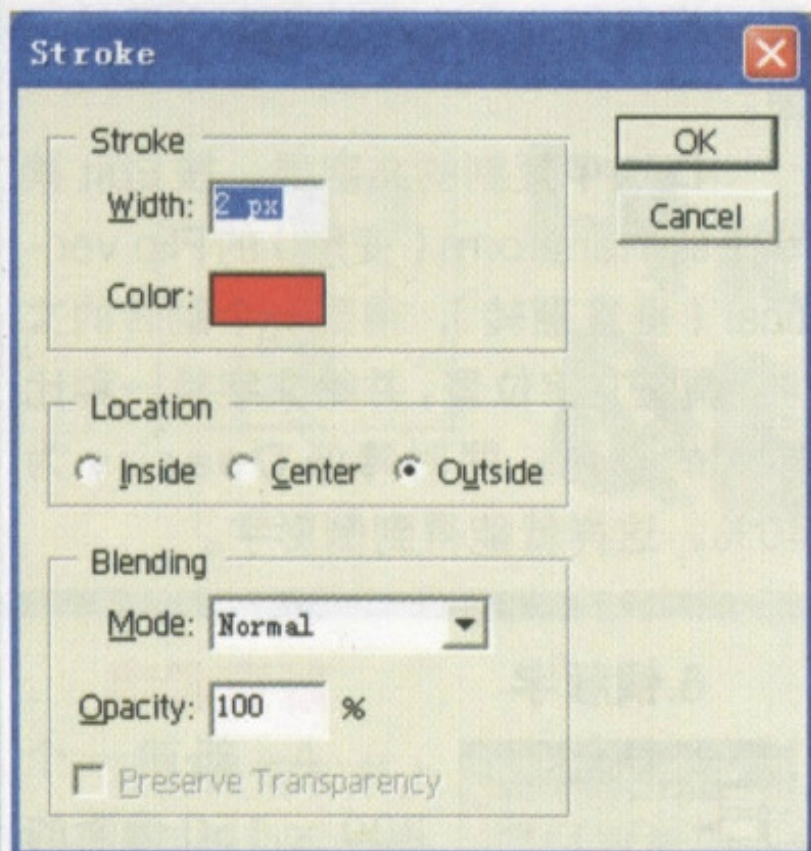 Stroke
Stroke
Width: 2 px
Color:
OK
Cancel
Location
Inside Center Outside
Blending
Mode: Normal
Opacity: 100 %
Preserve Transparency